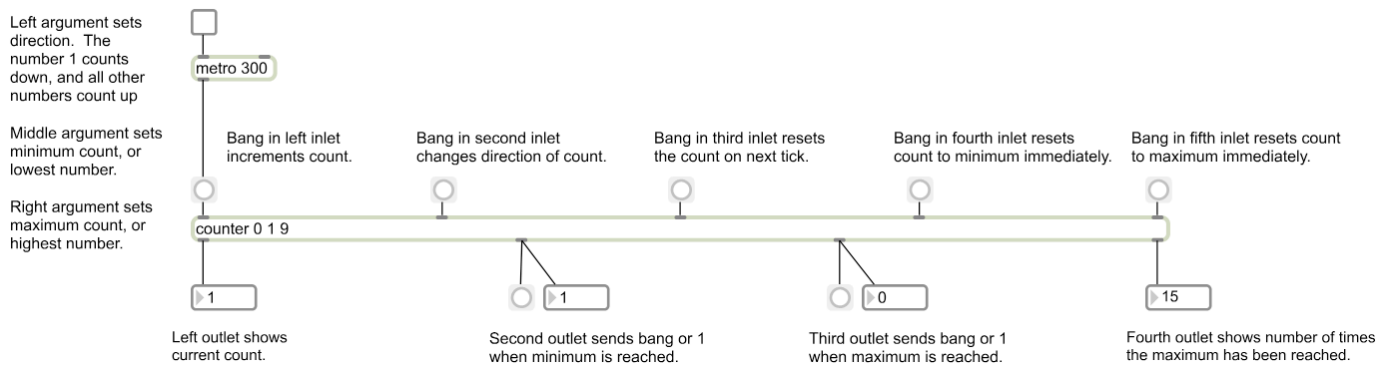 Left argument sets
direction.  The
number 1 counts
down, and all other
numbers count up
metro 300
Middle argument sets
minimum count, or
lowest number.
Bang in left inlet
increments count.
Bang in second inlet
changes direction of count.
Bang in third inlet resets
the count on next tick.
Bang in fourth inlet resets
count to minimum immediately.
Bang in fifth inlet resets count
to maximum immediately.
Right argument sets
maximum count, or
highest number.
counter 0 1 9
1
1
0
15
Left outlet shows
current count.
Second outlet sends bang or 1
when minimum is reached.
Third outlet sends bang or 1
when maximum is reached.
Fourth outlet shows number of times
the maximum has been reached.